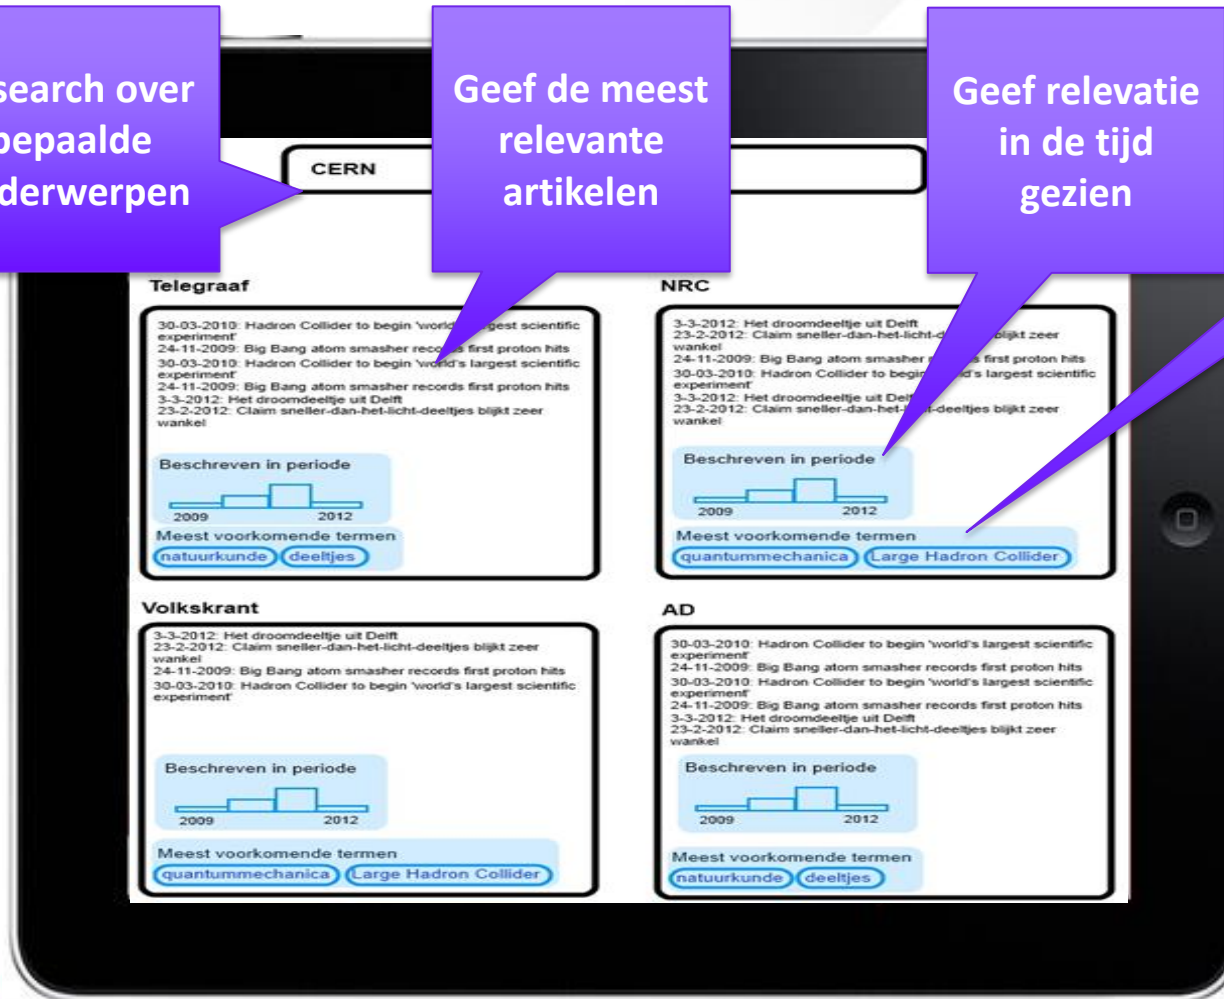 search over
bepaalde
derwerpen
Geef de meest
relevante
artikelen
Geef relevatie
in de tijd
gezien
CERN
Telegraaf
30-03-2010: Hadron Collider to begin 'world's largest scientific
experiment'
24-11-2009: Big Bang atom smasher records first proton hits
30-03-2010: Hadron Collider to begin 'world's largest scientific
experiment'
24-11-2009: Big Bang atom smasher records first proton hits
3-3-2012: Het droomdeeltje uit Delft
23-2-2012: Claim sneller-dan-het-licht-deeltjes blijkt zeer
wankel
Beschreven in periode
2009 2012
Meest voorkomende termen
natuurkunde deeltjes
NRC
3-3-2012: Het droomdeeltje uit Delft
23-2-2012: Claim sneller-dan-het-licht-deeltjes blijkt zeer
wankel
24-11-2009: Big Bang atom smasher records first proton hits
30-03-2010: Hadron Collider to begin 'world's largest scientific
experiment'
3-3-2012: Het droomdeeltje uit Delft
23-2-2012: Claim sneller-dan-het-licht-deeltjes blijkt zeer
wankel
Beschreven in periode
2009 2012
Meest voorkomende termen
quantummechanica Large Hadron Collider
Volkskrant
3-3-2012: Het droomdeeltje uit Delft
23-2-2012: Claim sneller-dan-het-licht-deeltjes blijkt zeer
wankel
24-11-2009: Big Bang atom smasher records first proton hits
30-03-2010: Hadron Collider to begin 'world's largest scientific
experiment'
Beschreven in periode
2009 2012
Meest voorkomende termen
quantummechanica Large Hadron Collider
AD
30-03-2010: Hadron Collider to begin 'world's largest scientific
experiment'
24-11-2009: Big Bang atom smasher records first proton hits
30-03-2010: Hadron Collider to begin 'world's largest scientific
experiment'
24-11-2009: Big Bang atom smasher records first proton hits
3-3-2012: Het droomdeeltje uit Delft
23-2-2012: Claim sneller-dan-het-licht-deeltjes blijkt zeer
wankel
Beschreven in periode
2009 2012
Meest voorkomende termen
natuurkunde deeltjes